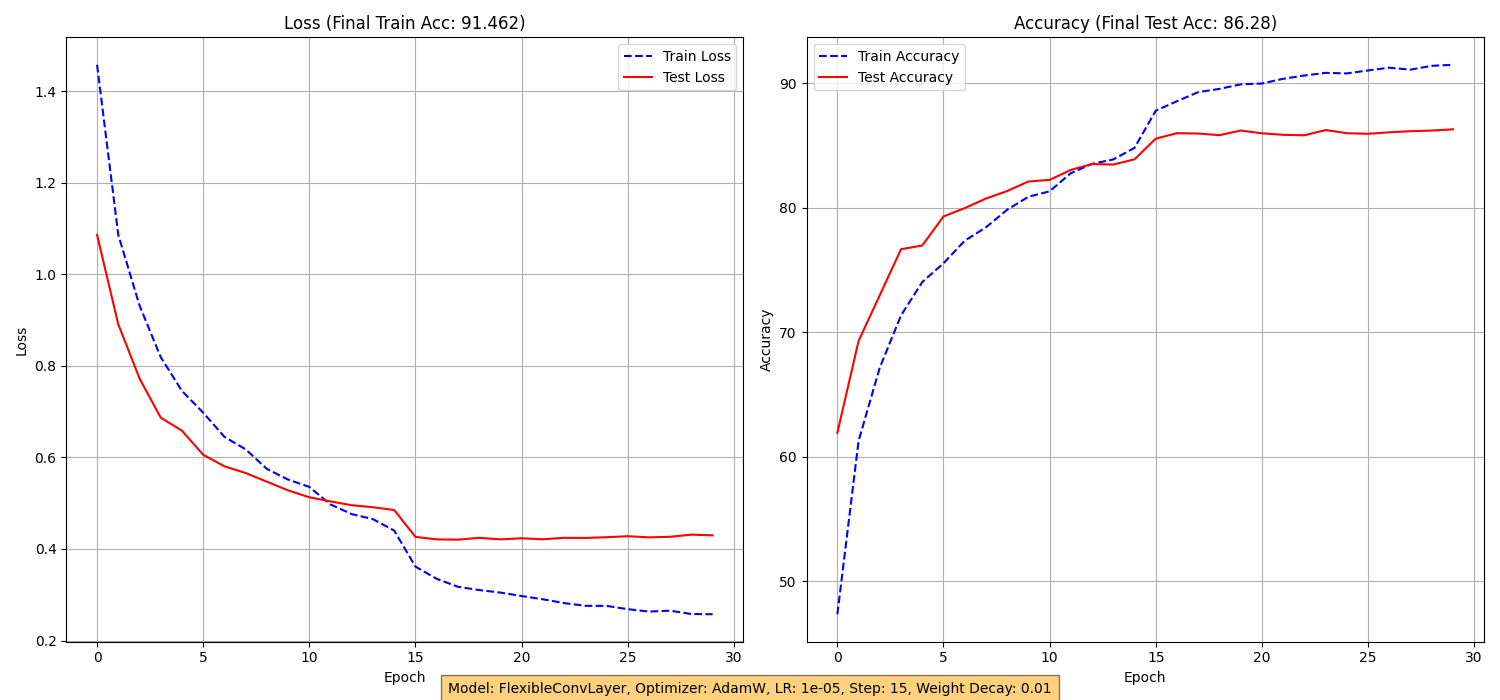 Loss (Final Train Acc: 91.462)
Train Loss
Test Loss
1.4
1.2
1.0
0.8
0.6
0.4
0.2
Loss
0 5 10 15 20 25 30
Epoch
Accuracy (Final Test Acc: 86.28)
Train Accuracy
Test Accuracy
90
80
70
60
50
Accuracy
0 5 10 15 20 25 30
Epoch
Model: FlexibleConvLayer, Optimizer: AdamW, LR: 1e-05, Step: 15, Weight Decay: 0.01